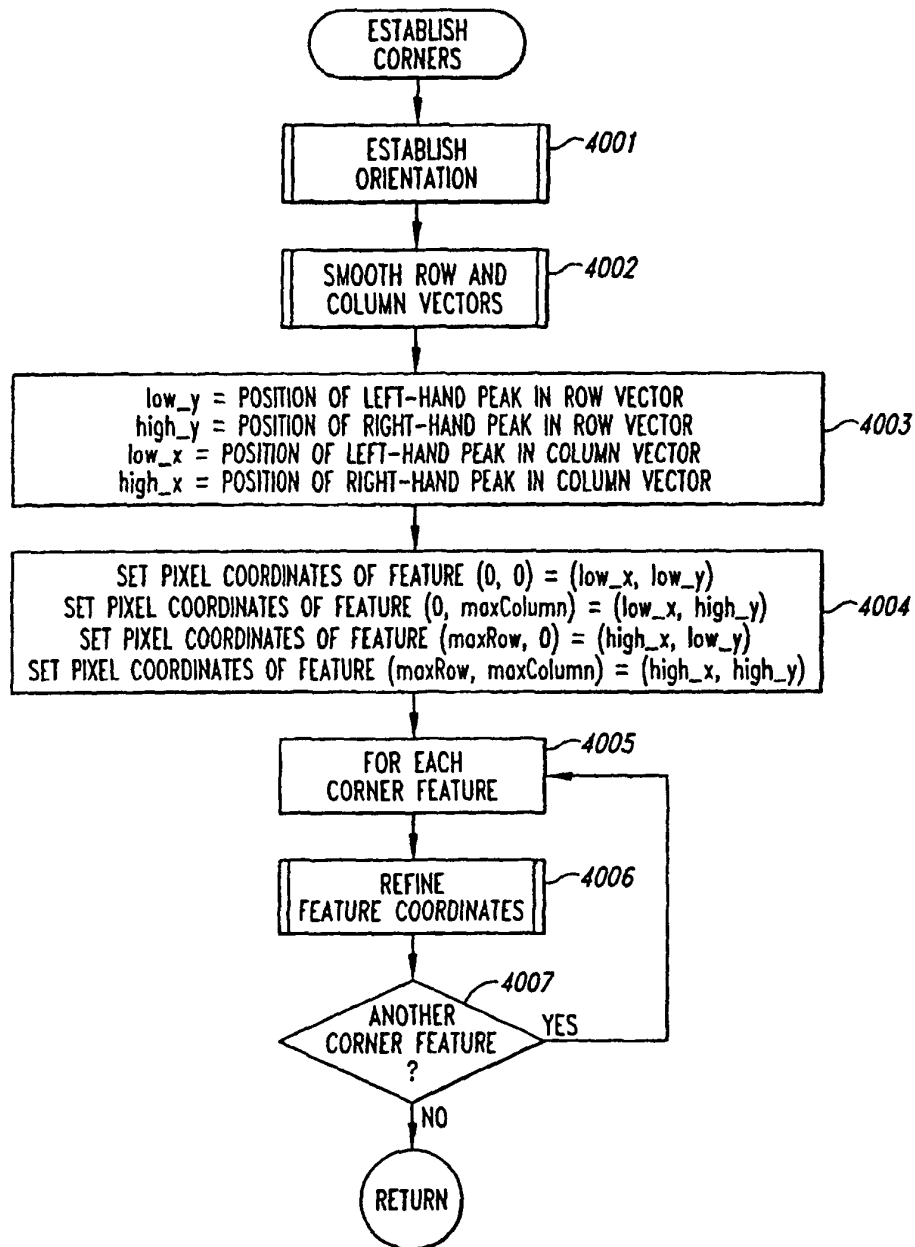 ESTABLISH
CORNERS
ESTABLISH
ORIENTATION
4001
SMOOTH ROW AND
COLUMN VECTORS
4002
low_y = POSITION OF LEFT-HAND PEAK IN ROW VECTOR
high_y = POSITION OF RIGHT-HAND PEAK IN ROW VECTOR
low_x = POSITION OF LEFT-HAND PEAK IN COLUMN VECTOR
high_x = POSITION OF RIGHT-HAND PEAK IN COLUMN VECTOR
4003
SET PIXEL COORDINATES OF FEATURE (0, 0) = (low_x, low_y)
SET PIXEL COORDINATES OF FEATURE (0, maxColumn) = (low_x, high_y)
SET PIXEL COORDINATES OF FEATURE (maxRow, 0) = (high_x, low_y)
SET PIXEL COORDINATES OF FEATURE (maxRow, maxColumn) = (high_x, high_y)
4004
FOR EACH
CORNER FEATURE
4005
REFINE
FEATURE COORDINATES
4006
4007
ANOTHER
CORNER FEATURE
?
YES
NO
RETURN